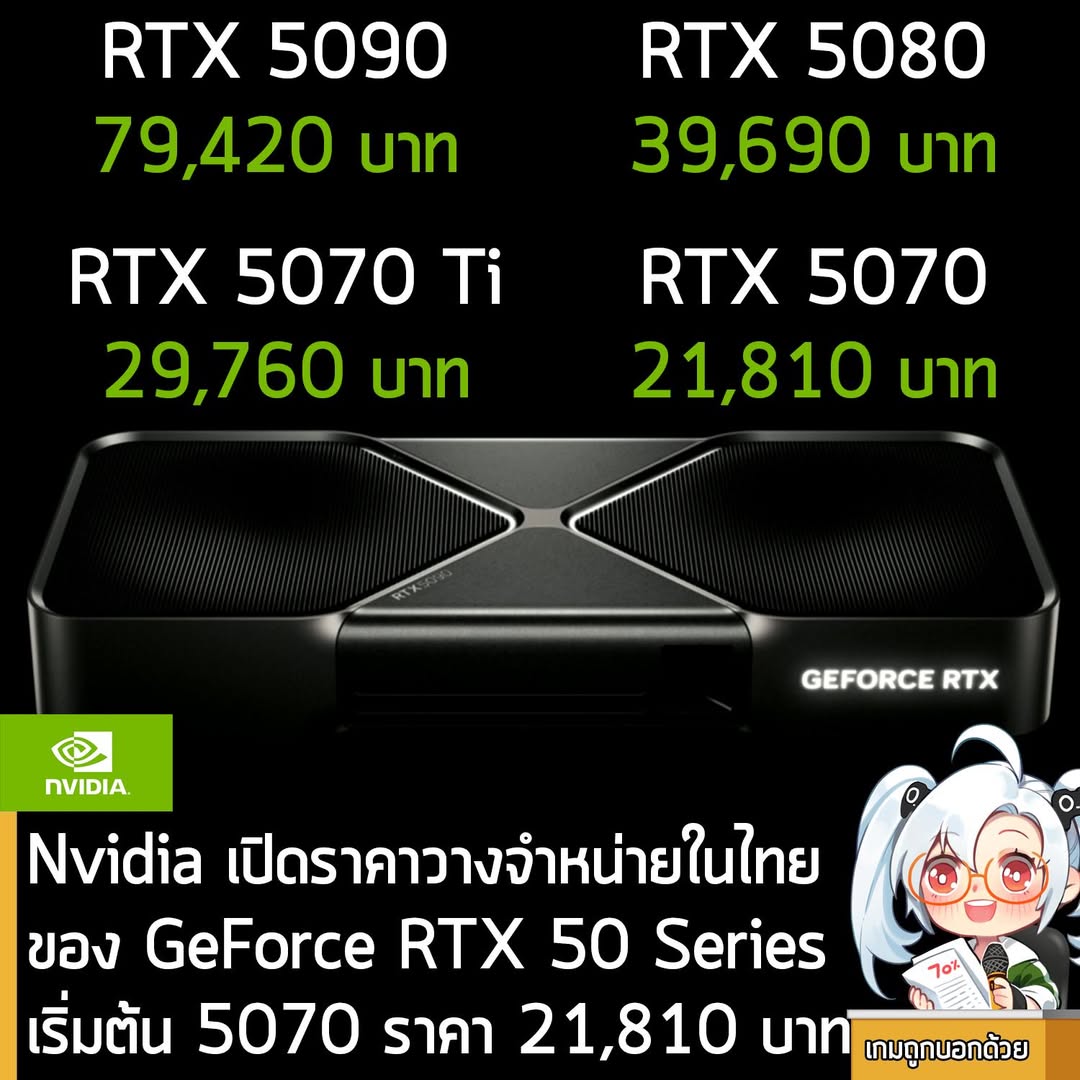 RTX 5090
79,420 บาท
RTX 5080
39,690 บาท
RTX 5070 Ti
29,760 บาท
RTX 5070
21,810 บาท
RTX5090
GEFORCE RTX
NVIDIA.
Nvidia เปิดราคาวางจำหน่ายในไทย
ของ GeForce RTX 50 Series
เริ่มต้น 5070 ราคา 21,810 บาท
70%
เกมถูกบอกด้วย